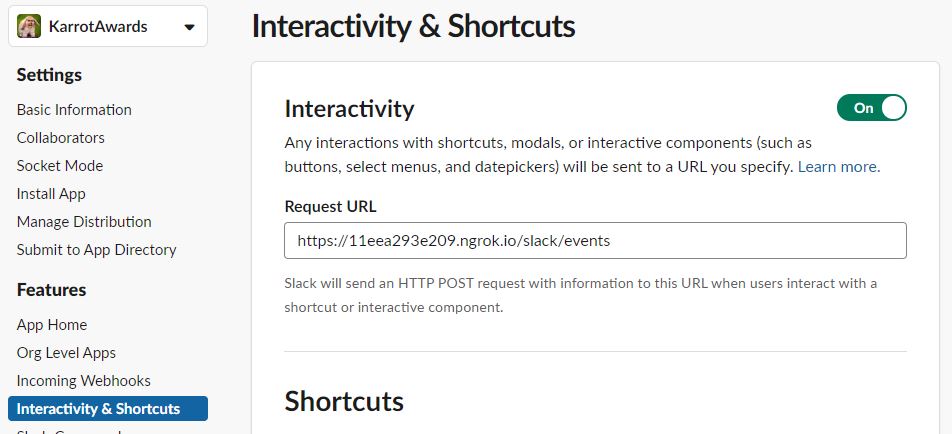 KarrotAwards
Settings
Basic Information
Collaborators
Socket Mode
Install App
Manage Distribution
Submit to App Directory
Features
App Home
Org Level Apps
Incoming Webhooks
Interactivity & Shortcuts
Interactivity & Shortcuts
Interactivity
On
Any interactions with shortcuts, modals, or interactive components (such as
buttons, select menus, and datepickers) will be sent to a URL you specify. Learn more.
Request URL
https://11eea293e209.ngrok.io/slack/events
Slack will send an HTTP POST request with information to this URL when users interact with a
shortcut or interactive component.
Shortcuts